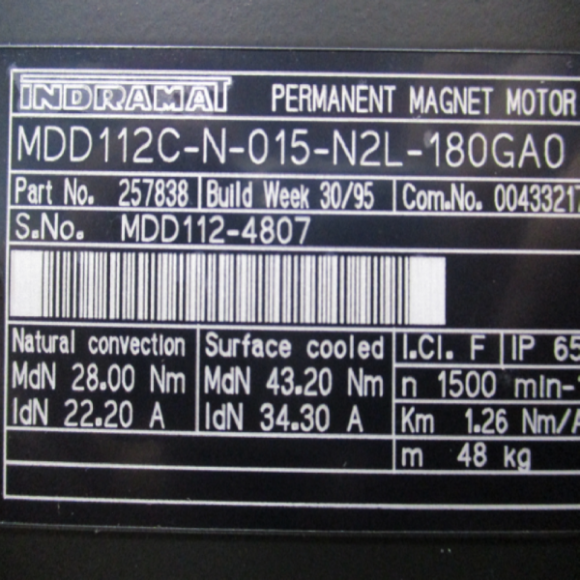 INDRAMAT PERMANENT MAGNET MOTOR
MDD112C-N-015-N2L-180GA0
Part No. 257838 Build Week 30/95 Com.No. 00433217
S.No. MDD112-4807
Natural convection Surface cooled I.Cl. F IP 65
MdN 28.00 Nm MdN 43.20 Nm n 1500 min-1
IdN 22.20 A IdN 34.30 A Km 1.26 Nm/A
m 48 kg